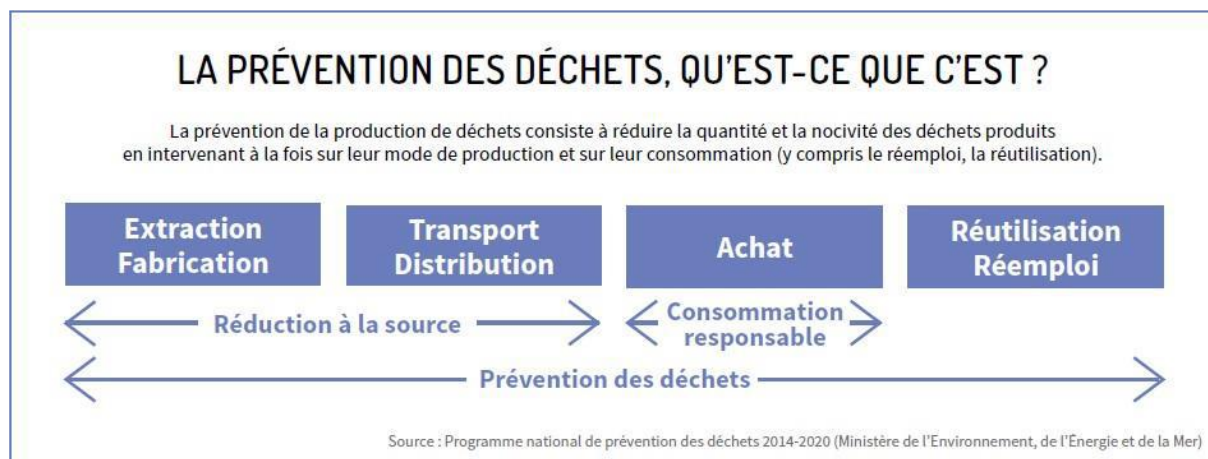 LA PRÉVENTION DES DÉCHETS, QU'EST-CE QUE C'EST ?
La prévention de la production de déchets consiste à réduire la quantité et la nocivité des déchets produits
en intervenant à la fois sur leur mode de production et sur leur consommation (y compris le réemploi, la réutilisation).
Extraction
Fabrication
Transport
Distribution
Achat
Réutilisation
Réemploi
Réduction à la source
Consommation
responsable
Prévention des déchets
Source : Programme national de prévention des déchets 2014-2020 (Ministère de l'Environnement, de l'Énergie et de la Mer)